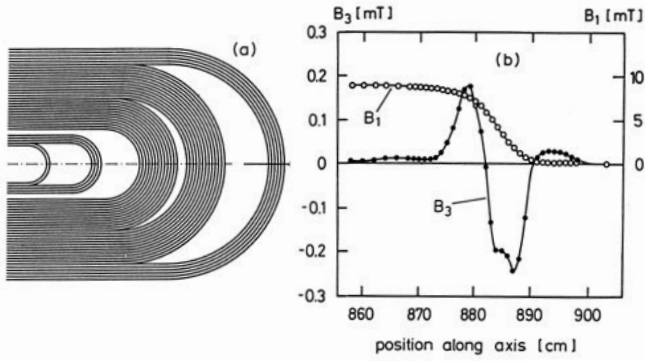 (a)
B₃ [mT]
B₁ [mT]
0.3
0.2
0.1
0
-0.1
-0.2
-0.3
(b)
B₁
B₃
10
5
0
860
870
880
890
900
position along axis [cm]